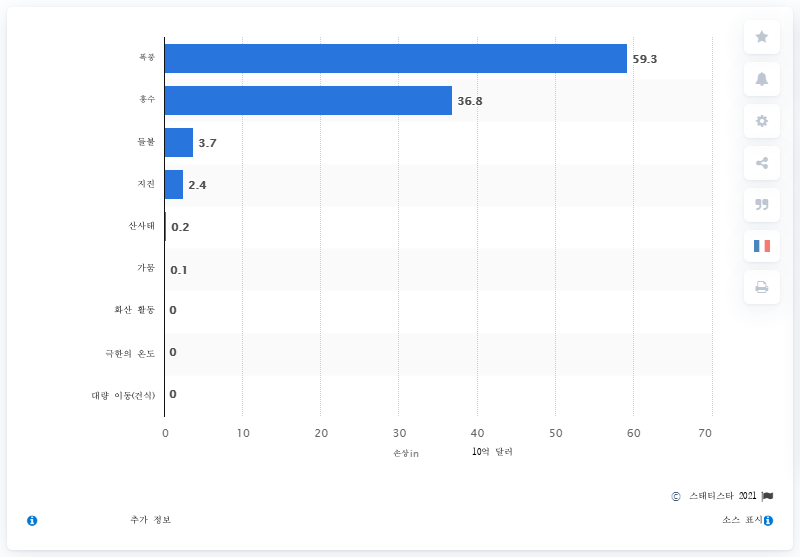 폭풍 59.3
홍수 36.8
들불 3.7
지진 2.4
산사태 0.2
가뭄 0.1
화산 활동 0
극한의 온도 0
대량 이동(건식) 0
0 10 20 30 40 50 60 70
손상in 10억 달러
© 스태티스타 2021
추가 정보 소스 표시